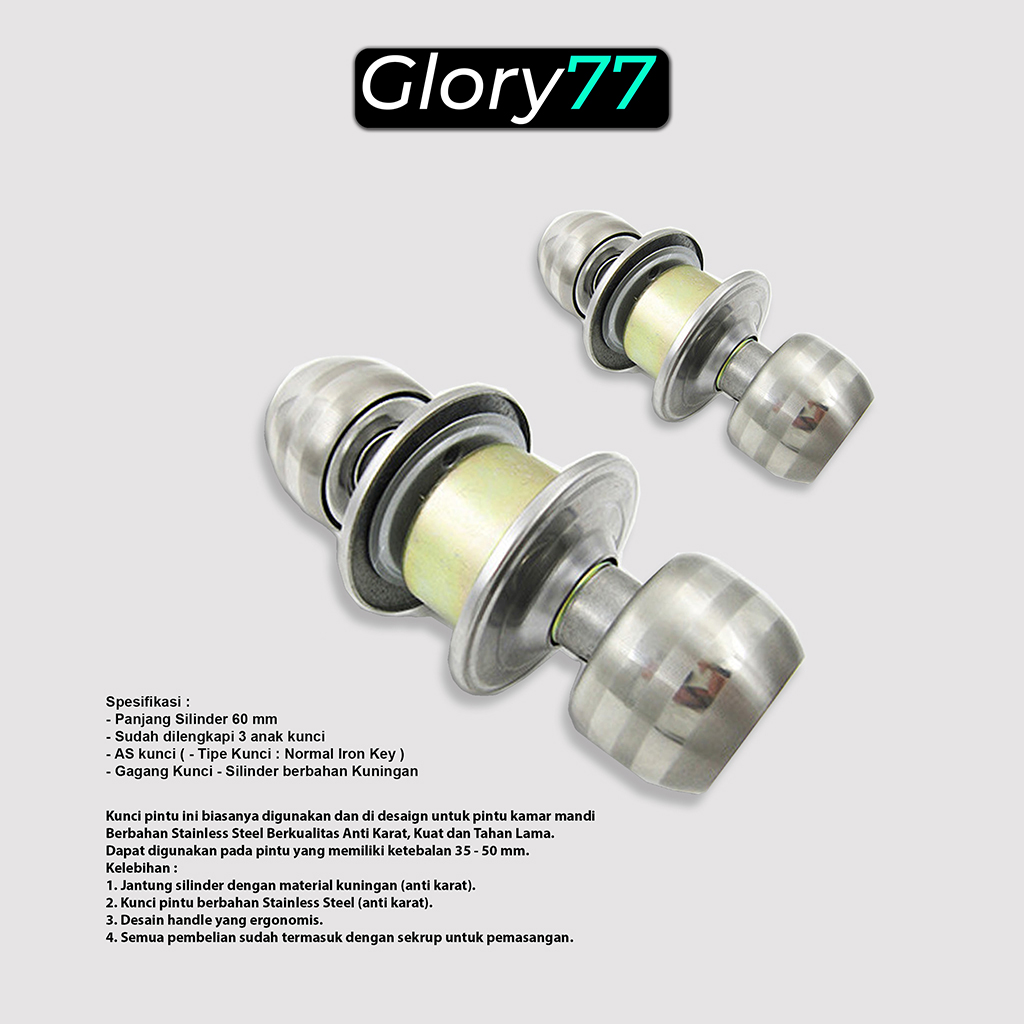 Glory77
Spesifikasi :
- Panjang Silinder 60 mm
- Sudah dilengkapi 3 anak kunci
- AS kunci ( - Tipe Kunci : Normal Iron Key )
- Gagang Kunci - Silinder berbahan Kuningan
Kunci pintu ini biasanya digunakan dan di desaign untuk pintu kamar mandi
Berbahan Stainless Steel Berkualitas Anti Karat, Kuat dan Tahan Lama.
Dapat digunakan pada pintu yang memiliki ketebalan 35 - 50 mm.
Kelebihan :
1. Jantung silinder dengan material kuningan (anti karat).
2. Kunci pintu berbahan Stainless Steel (anti karat).
3. Desain handle yang ergonomis.
4. Semua pembelian sudah termasuk dengan sekrup untuk pemasangan.